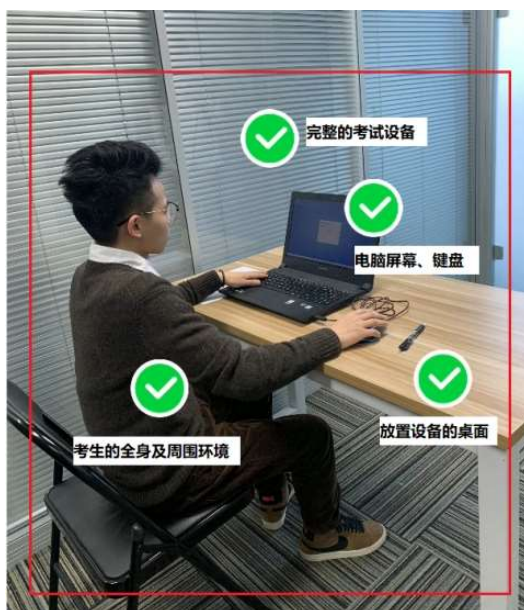 完整的考试设备
电脑屏幕、键盘
放置设备的桌面
考生的全身及周围环境